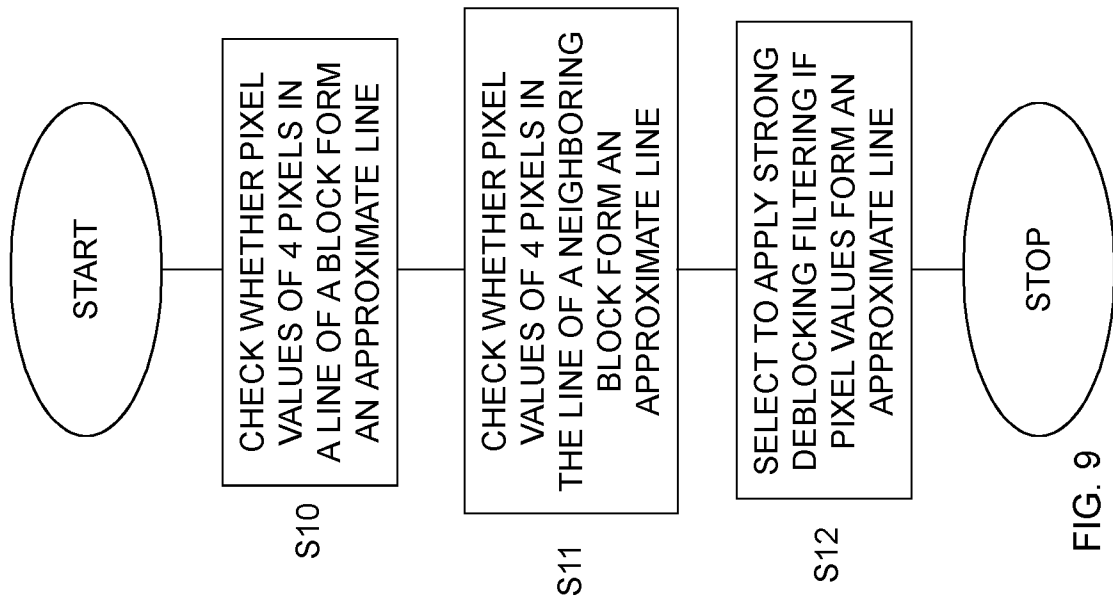 START
S10
CHECK WHETHER PIXEL
VALUES OF 4 PIXELS IN
A LINE OF A BLOCK FORM
AN APPROXIMATE LINE
S11
CHECK WHETHER PIXEL
VALUES OF 4 PIXELS IN
THE LINE OF A NEIGHBORING
BLOCK FORM AN
APPROXIMATE LINE
S12
SELECT TO APPLY STRONG
DEBLOCKING FILTERING IF
PIXEL VALUES FORM AN
APPROXIMATE LINE
STOP
FIG. 9